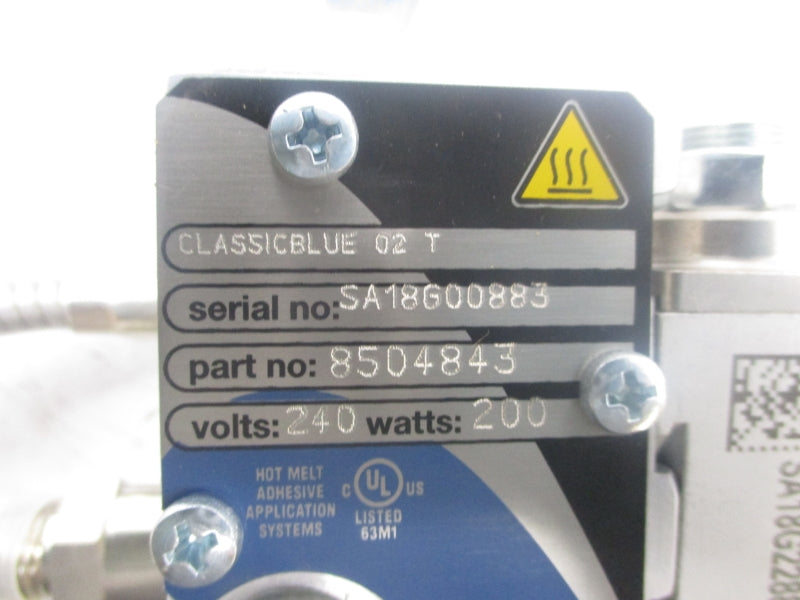 CLASSICBLUE 02 T
serial no: SA18G00883
part no: 8504843
volts: 240 watts: 200
HOT MELT
ADHESIVE
APPLICATION
SYSTEMS
C UL US
LISTED
63M1